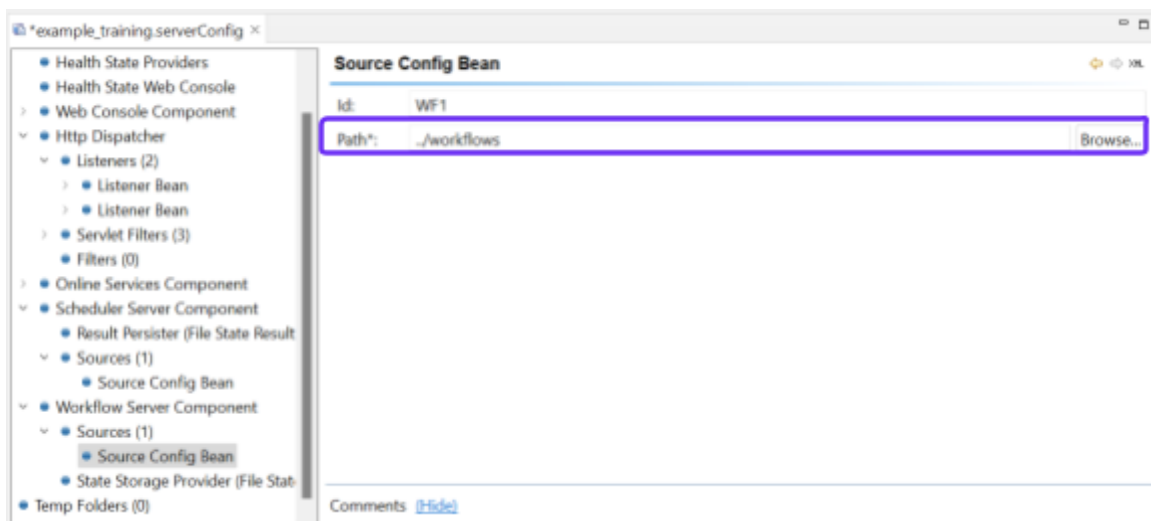 *example_training.serverConfig ×
Health State Providers
Health State Web Console
Web Console Component
Http Dispatcher
Listeners (2)
Listener Bean
Listener Bean
Servlet Filters (3)
Filters (0)
Online Services Component
Scheduler Server Component
Result Persister (File State Result
Sources (1)
Source Config Bean
Workflow Server Component
Sources (1)
Source Config Bean
State Storage Provider (File Stat
Temp Folders (0)
Source Config Bean
XML
Id: WF1
Path*: ../workflows Browse...
Comments (Hide)